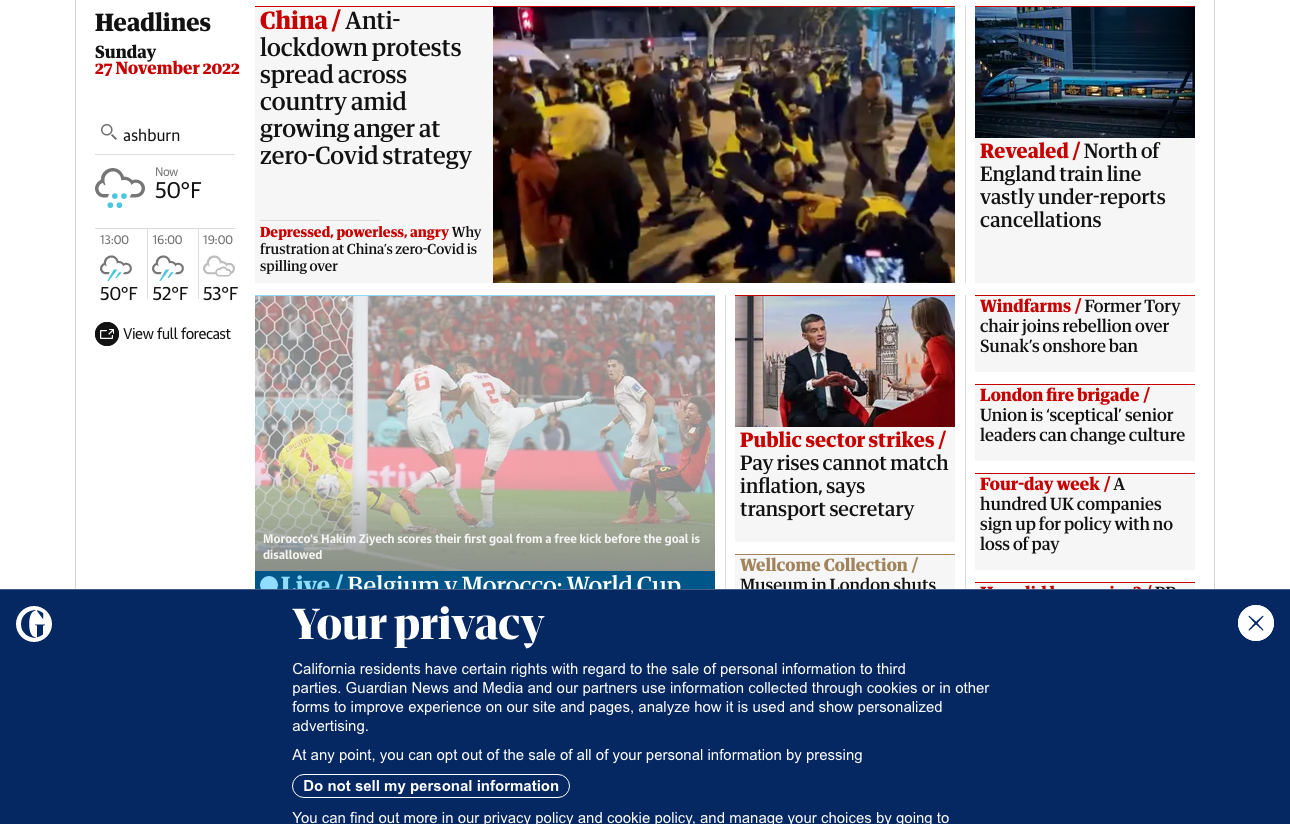 Headlines
Sunday
27 November 2022
ashburn
Now
50°F
13:00
16:00
19:00
50°F
52°F
53°F
View full forecast
China / Anti-
lockdown protests
spread across
country amid
growing anger at
zero-Covid strategy
Depressed, powerless, angry Why
frustration at China's zero-Covid is
spilling over
Revealed / North of
England train line
vastly under-reports
cancellations
6
2
1
Morocco's Hakim Ziyech scores their first goal from a free kick before the goal is
disallowed
Live / Belgium v Morocco: World Cup
Public sector strikes /
Pay rises cannot match
inflation, says
transport secretary
Wellcome Collection /
Museum in London shuts
Windfarms / Former Tory
chair joins rebellion over
Sunak's onshore ban
London fire brigade /
Union is ‘sceptical’ senior
leaders can change culture
Four-day week / A
hundred UK companies
sign up for policy with no
loss of pay
G
Your privacy
California residents have certain rights with regard to the sale of personal information to third
parties. Guardian News and Media and our partners use information collected through cookies or in other
forms to improve experience on our site and pages, analyze how it is used and show personalized
advertising.
At any point, you can opt out of the sale of all of your personal information by pressing
Do not sell my personal information
You can find out more in our privacy policy and cookie policy, and manage your choices by going to